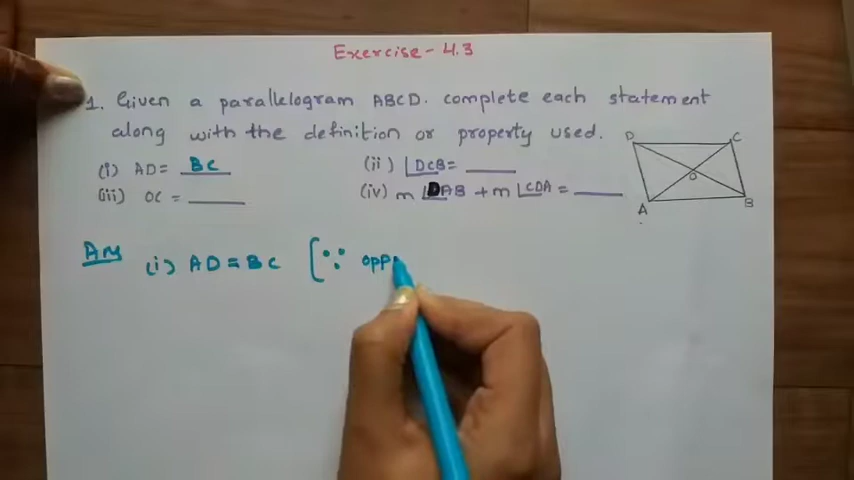 Exercise - 4.3
1. Given a parallelogram ABCD. complete each statement
along with the definition or property used.
(i) AD = BC (ii) ∠DCB = ______
(iii) OC = ______ (iv) m ∠DAB + m ∠CDA = ______
D C
O
A B
Ans (i) AD = BC [∵ opp